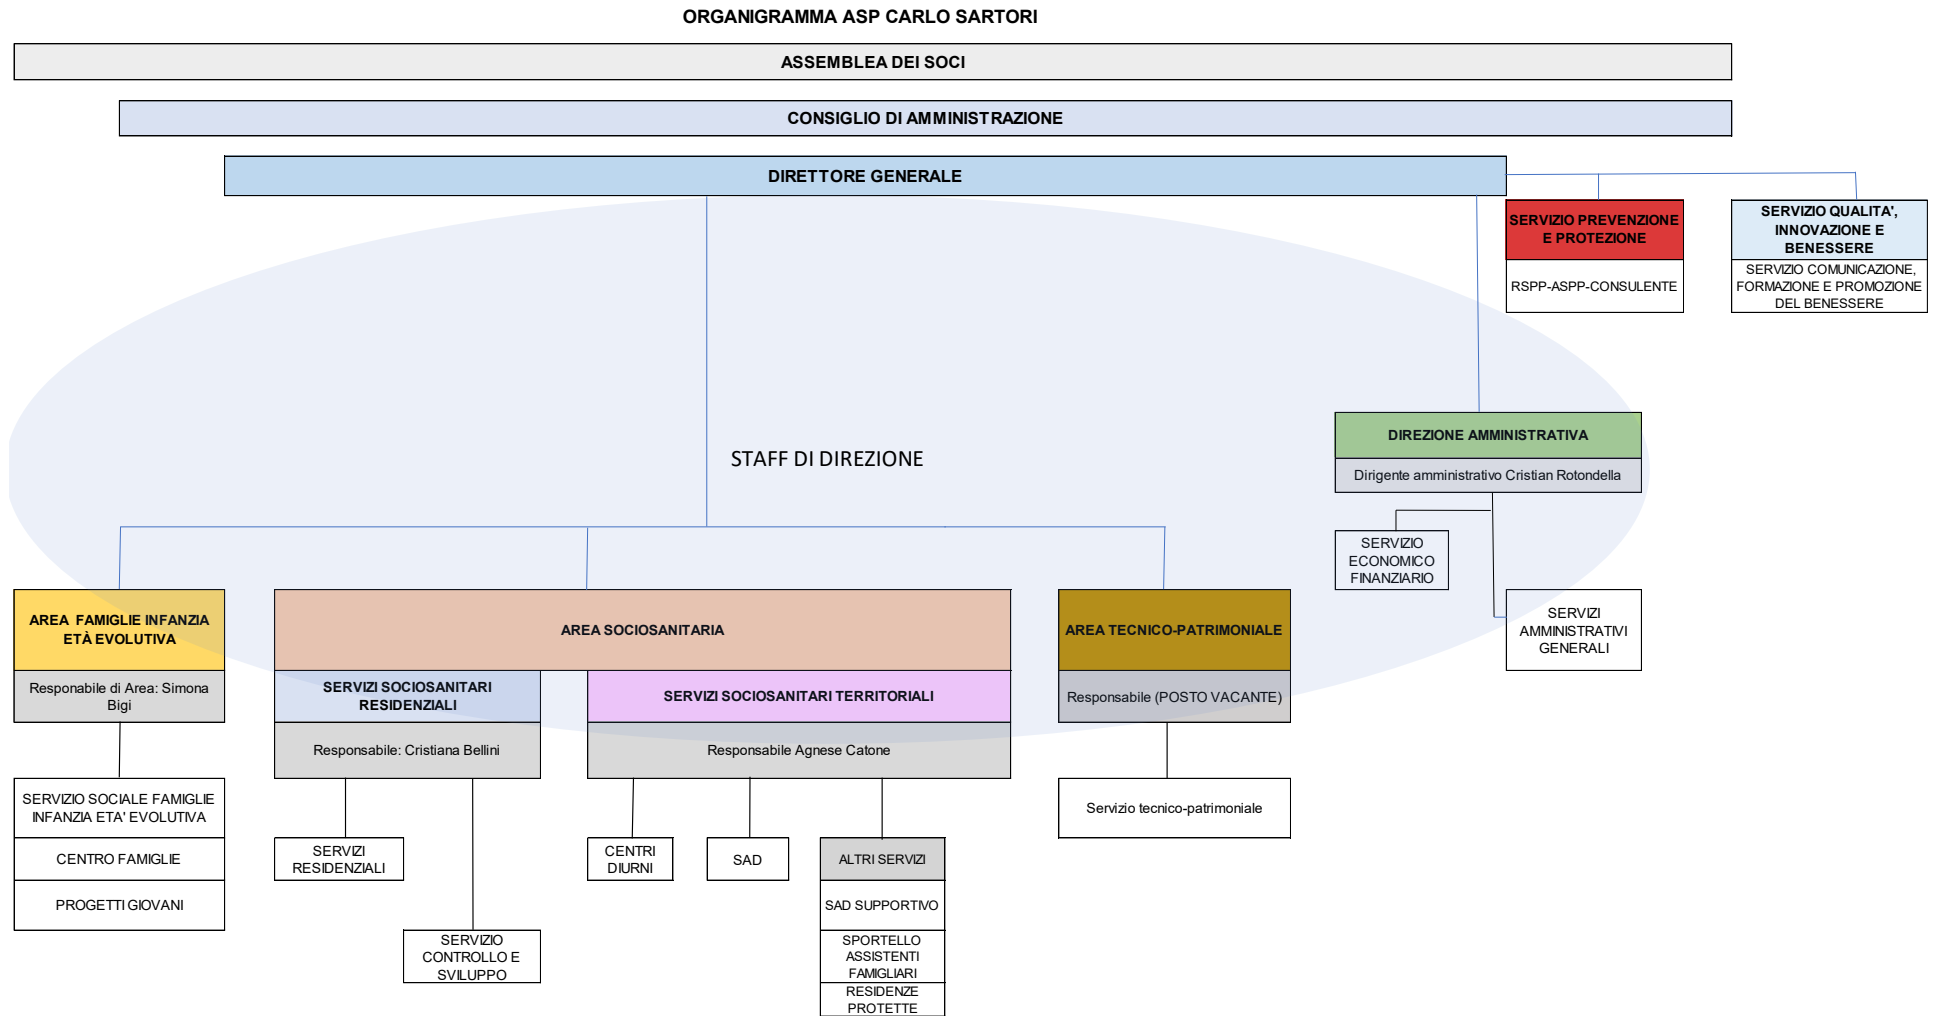 ORGANIGRAMMA ASP CARLO SARTORI
ASSEMBLEA DEI SOCI
CONSIGLIO DI AMMINISTRAZIONE
DIRETTORE GENERALE
SERVIZIO PREVENZIONE
E PROTEZIONE
RSPP-ASPP-CONSULENTE
SERVIZIO QUALITA',
INNOVAZIONE E
BENESSERE
SERVIZIO COMUNICAZIONE,
FORMAZIONE E PROMOZIONE
DEL BENESSERE
STAFF DI DIREZIONE
DIREZIONE AMMINISTRATIVA
Dirigente amministrativo Cristian Rotondella
SERVIZIO
ECONOMICO
FINANZIARIO
SERVIZI
AMMINISTRATIVI
GENERALI
AREA FAMIGLIE INFANZIA
ETÀ EVOLUTIVA
Responabile di Area: Simona
Bigi
SERVIZIO SOCIALE FAMIGLIE
INFANZIA ETA' EVOLUTIVA
CENTRO FAMIGLIE
PROGETTI GIOVANI
AREA SOCIOSANITARIA
SERVIZI SOCIOSANITARI
RESIDENZIALI
Responsabile: Cristiana Bellini
SERVIZI
RESIDENZIALI
SERVIZIO
CONTROLLO E
SVILUPPO
SERVIZI SOCIOSANITARI TERRITORIALI
Responsabile Agnese Catone
CENTRI
DIURNI
SAD
ALTRI SERVIZI
SAD SUPPORTIVO
SPORTELLO
ASSISTENTI
FAMIGLIARI
RESIDENZE
PROTETTE
AREA TECNICO-PATRIMONIALE
Responsabile (POSTO VACANTE)
Servizio tecnico-patrimoniale